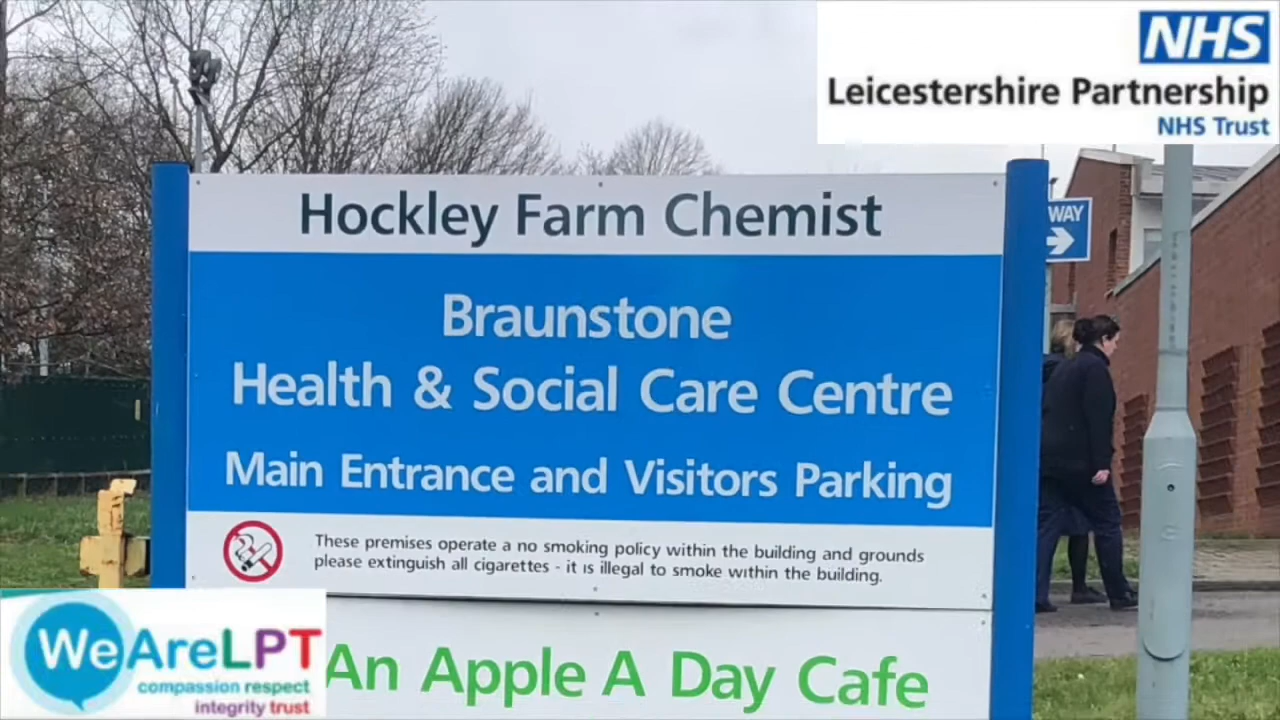 NHS
Leicestershire Partnership
NHS Trust
Hockley Farm Chemist
WAY
Braunstone
Health & Social Care Centre
Main Entrance and Visitors Parking
These premises operate a no smoking policy within the building and grounds
please extinguish all cigarettes - it is illegal to smoke within the building.
WeAreLPT
compassion respect
integrity trust
An Apple A Day Cafe